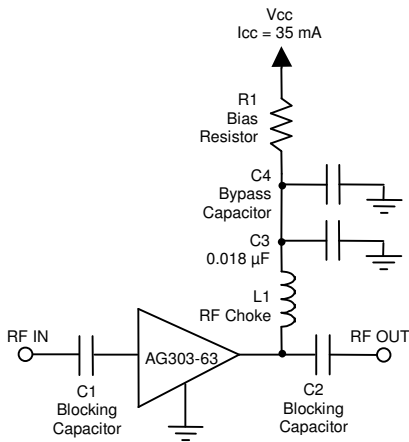 Vcc
Icc = 35 mA
R1
Bias
Resistor
C4
Bypass
Capacitor
C3
0.018 µF
L1
RF Choke
RF IN
AG303-63
RF OUT
C1
Blocking
Capacitor
C2
Blocking
Capacitor